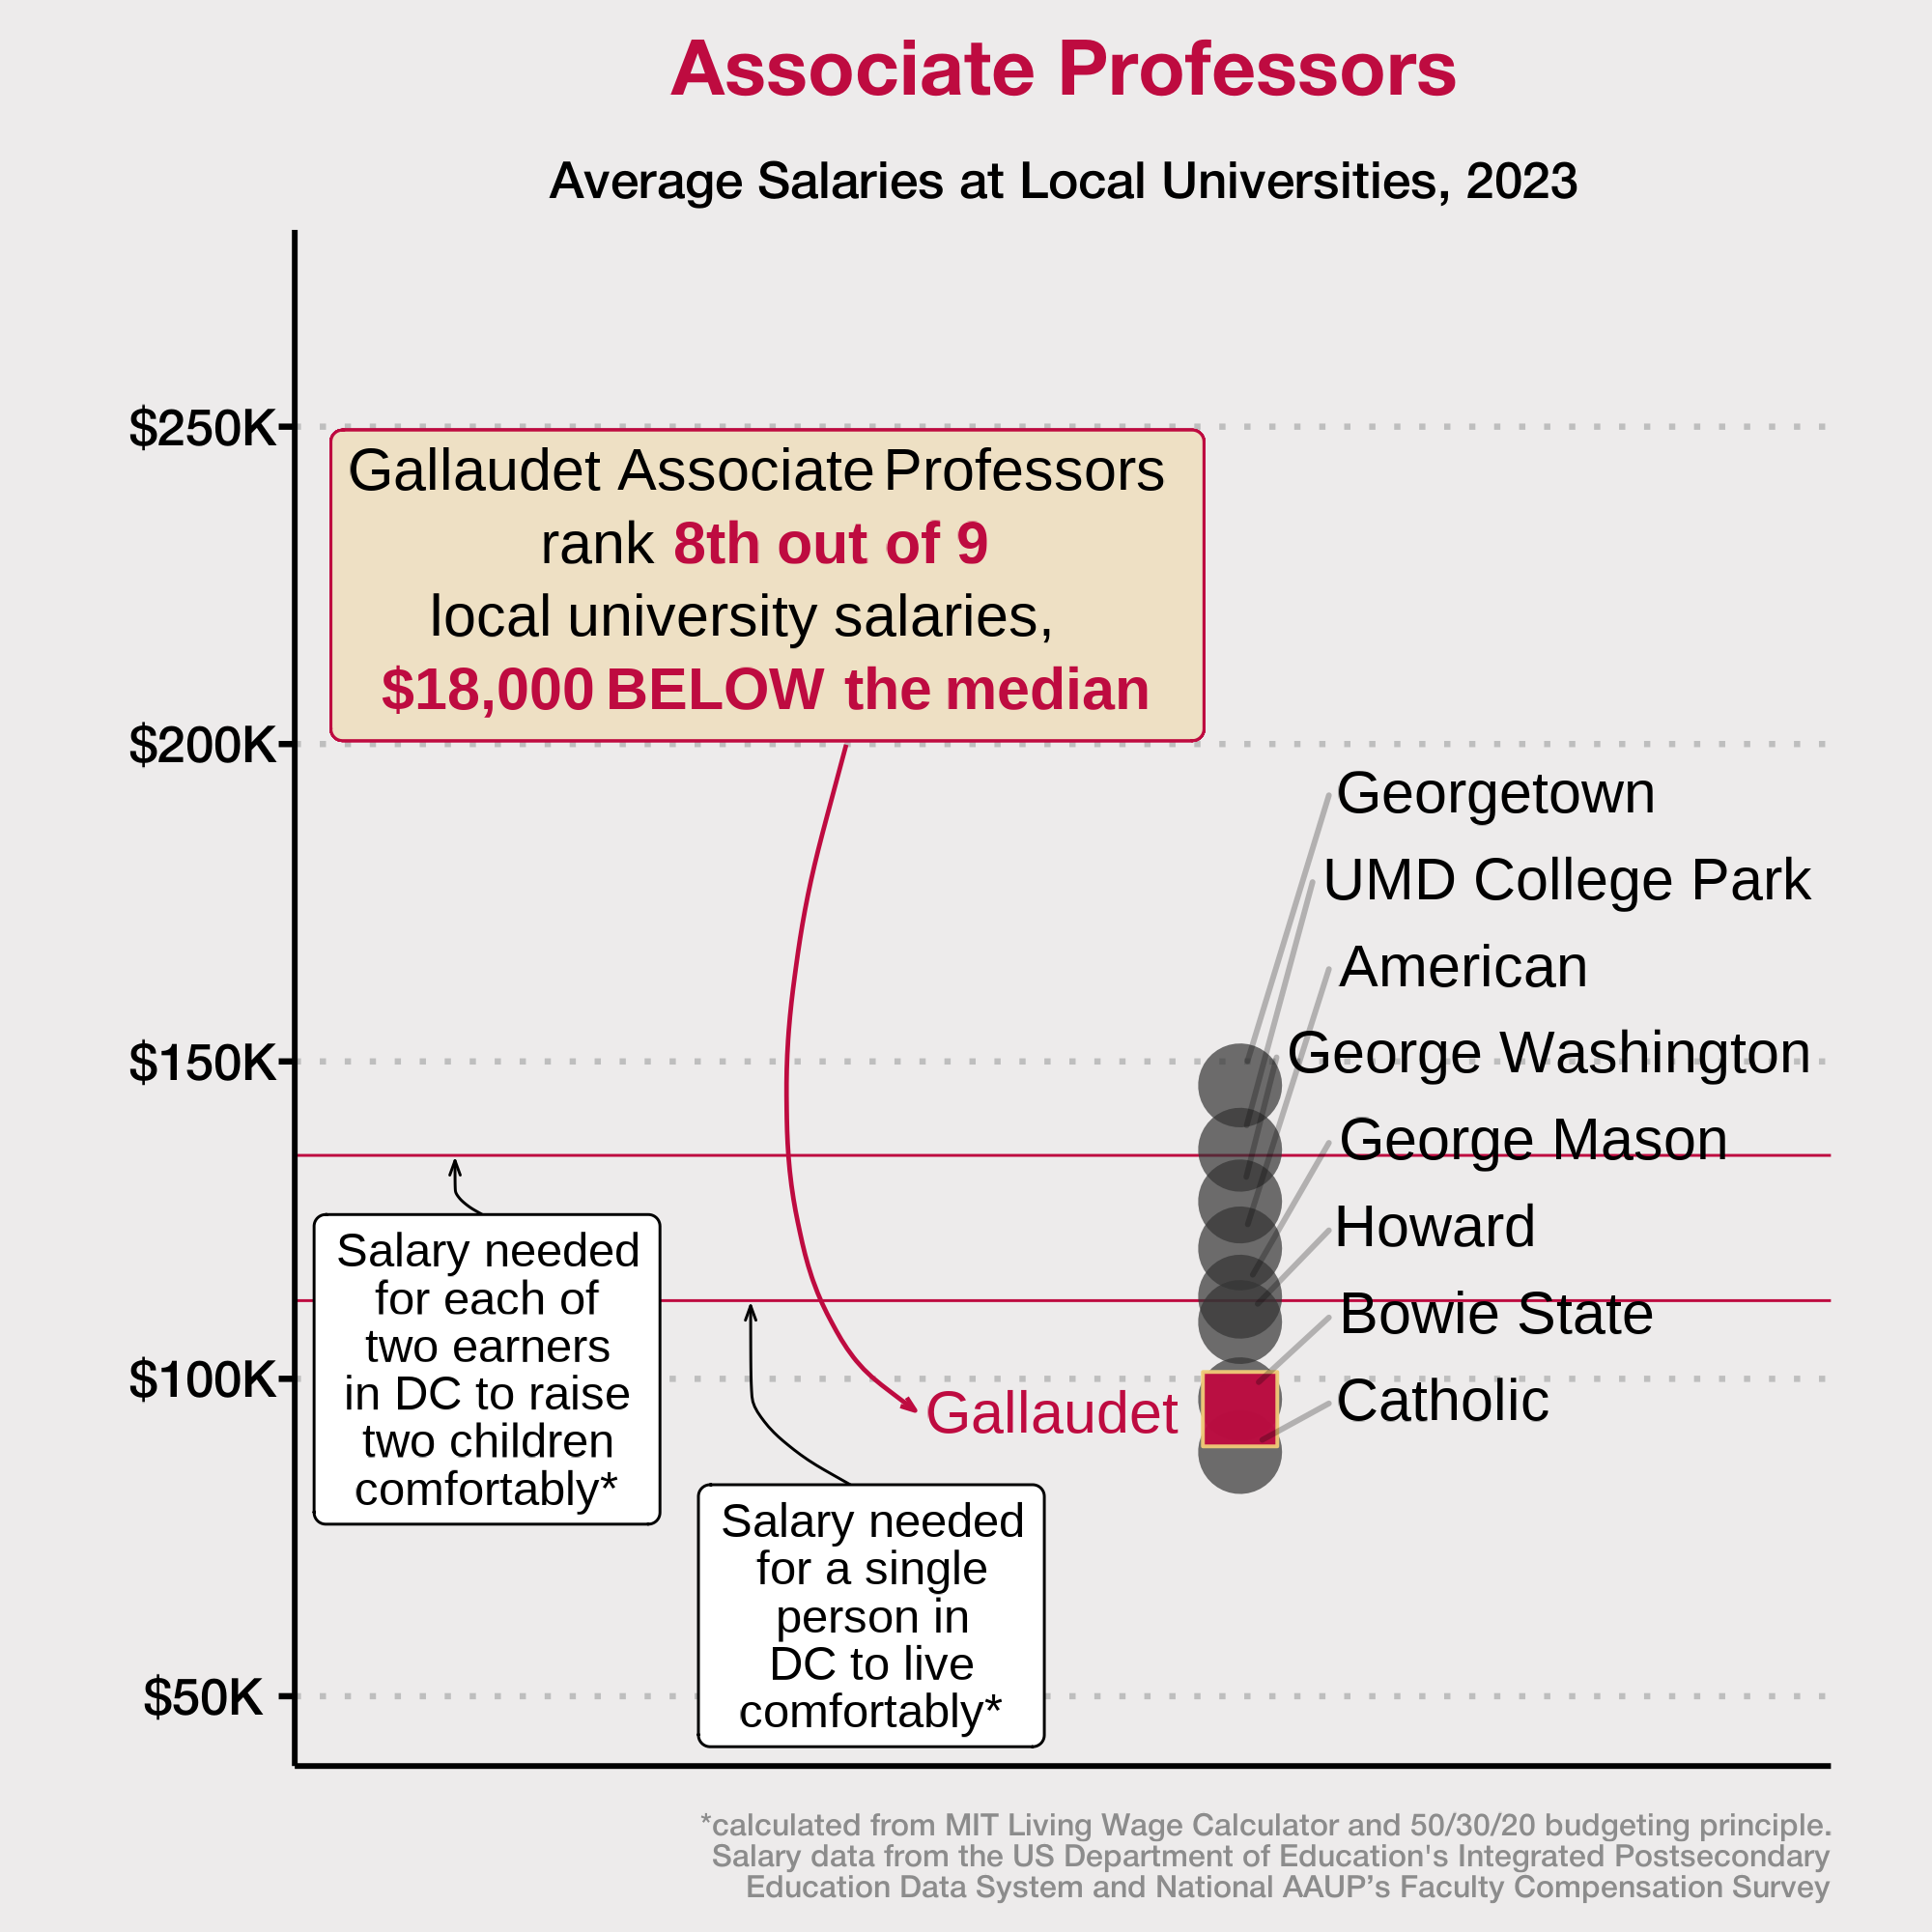 Associate Professors
Average Salaries at Local Universities, 2023
$250K
Gallaudet Associate Professors
rank 8th out of 9
local university salaries,
$18,000 BELOW the median
$200K
Georgetown
UMD College Park
American
George Washington
$150K
George Mason
Howard
Salary needed
for each of
two earners
in DC to raise
two children
comfortably*
Bowie State
$100K
Catholic
Gallaudet
Salary needed
for a single
person in
DC to live
comfortably*
$50K
*calculated from MIT Living Wage Calculator and 50/30/20 budgeting principle.
Salary data from the US Department of Education's Integrated Postsecondary
Education Data System and National AAUP’s Faculty Compensation Survey